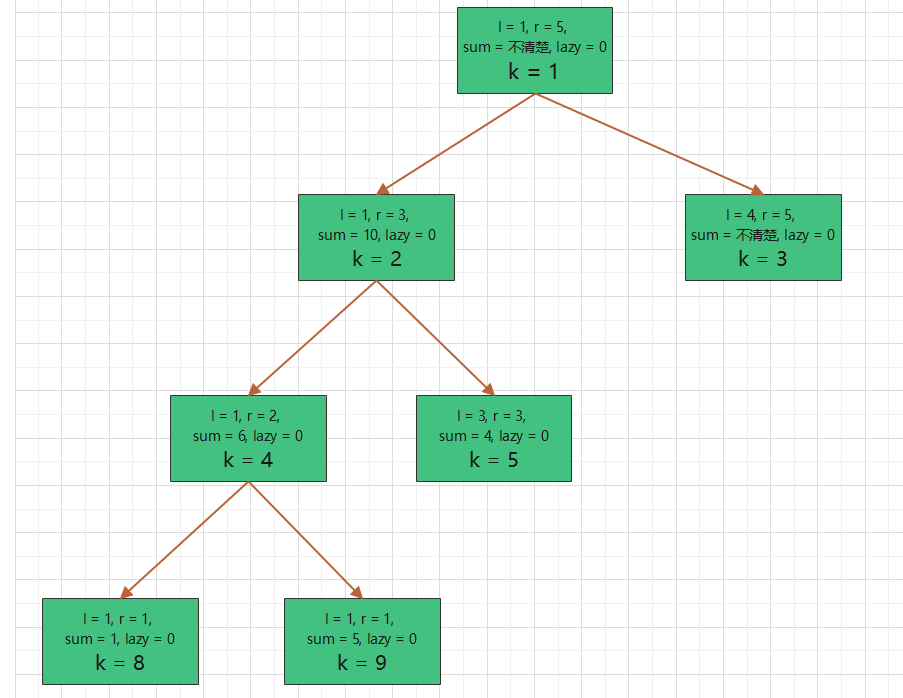 l = 1, r = 5,
sum = 不清楚, lazy = 0
k = 1
l = 1, r = 3,
sum = 10, lazy = 0
k = 2
l = 4, r = 5,
sum = 不清楚, lazy = 0
k = 3
l = 1, r = 2,
sum = 6, lazy = 0
k = 4
l = 3, r = 3,
sum = 4, lazy = 0
k = 5
l = 1, r = 1,
sum = 1, lazy = 0
k = 8
l = 1, r = 1,
sum = 5, lazy = 0
k = 9